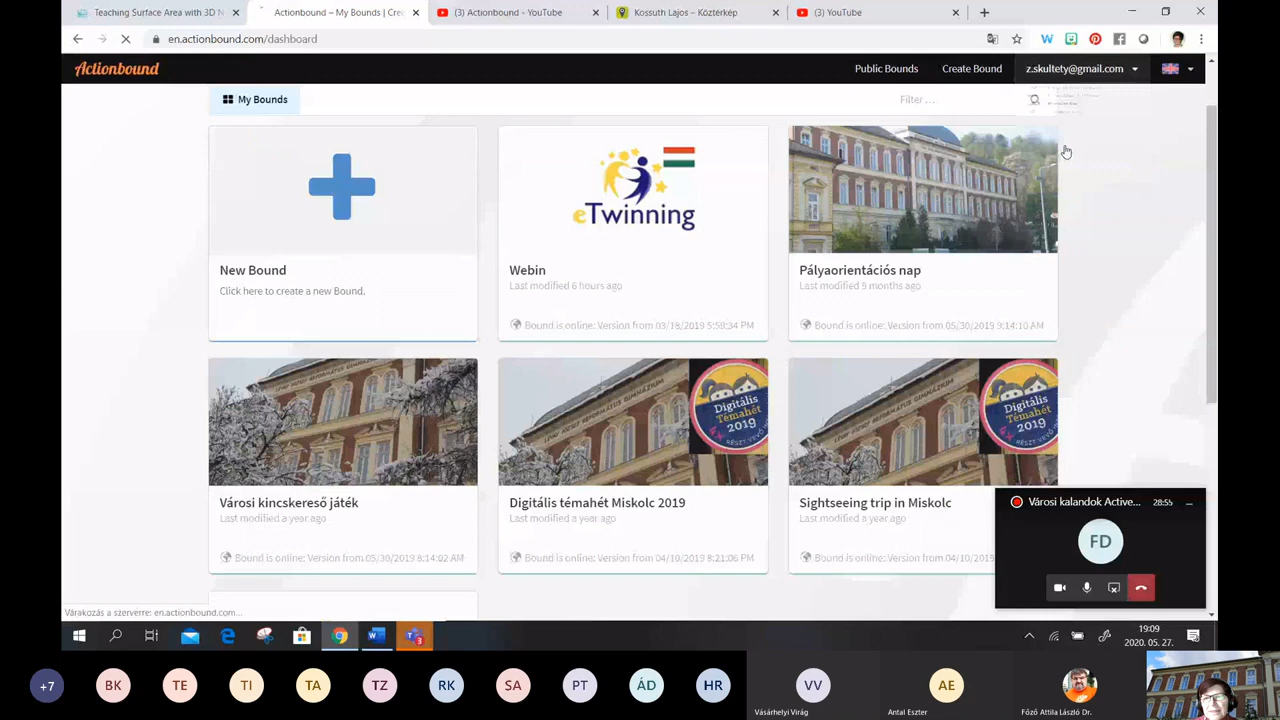 Teaching Surface Area with 3D N
Actionbound – My Bounds | Cre
(3) Actionbound - YouTube
Kossuth Lajos – Köztérkép
(3) YouTube
en.actionbound.com/dashboard
Actionbound
Public Bounds
Create Bound
z.skultety@gmail.com
My Bounds
Filter …
eTwinning
New Bound
Click here to create a new Bound.
Webin
Last modified 6 hours ago
Bound is online: Version from 03/18/2019 5:59:34 PM
Pályaorientációs nap
Last modified 9 months ago
Bound is online: Version from 05/30/2019 9:14:10 AM
Digitális
Témahét
2019
RÉSZT VEVŐ
Digitális
Témahét
2019
RÉSZT VEVŐ
Városi kincskereső játék
Last modified a year ago
Bound is online: Version from 05/30/2019 8:14:02 AM
Digitális témahét Miskolc 2019
Last modified a year ago
Bound is online: Version from 04/10/2019 8:21:06 PM
Sightseeing trip in Miskolc
Last modified a year ago
Bound is online: Version from 04/10
Városi kalandok Active...
28:55
FD
Várakozás a szerverre: en.actionbound.com...
19:09
2020. 05. 27.
+7
BK
TE
TI
TA
TZ
RK
SA
PT
ÁD
HR
VV
Vásárhelyi Virág
AE
Antal Eszter
Főző Attila László Dr.